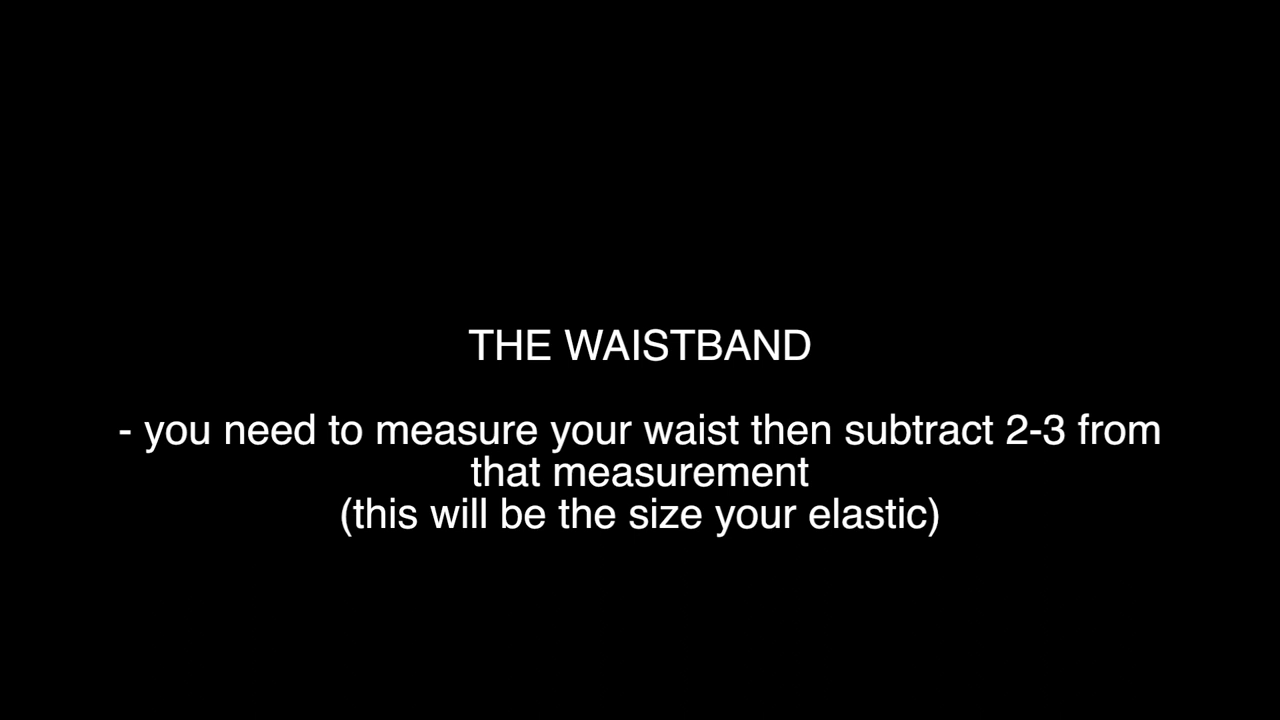 THE WAISTBAND
- you need to measure your waist then subtract 2-3 from
that measurement
(this will be the size your elastic)